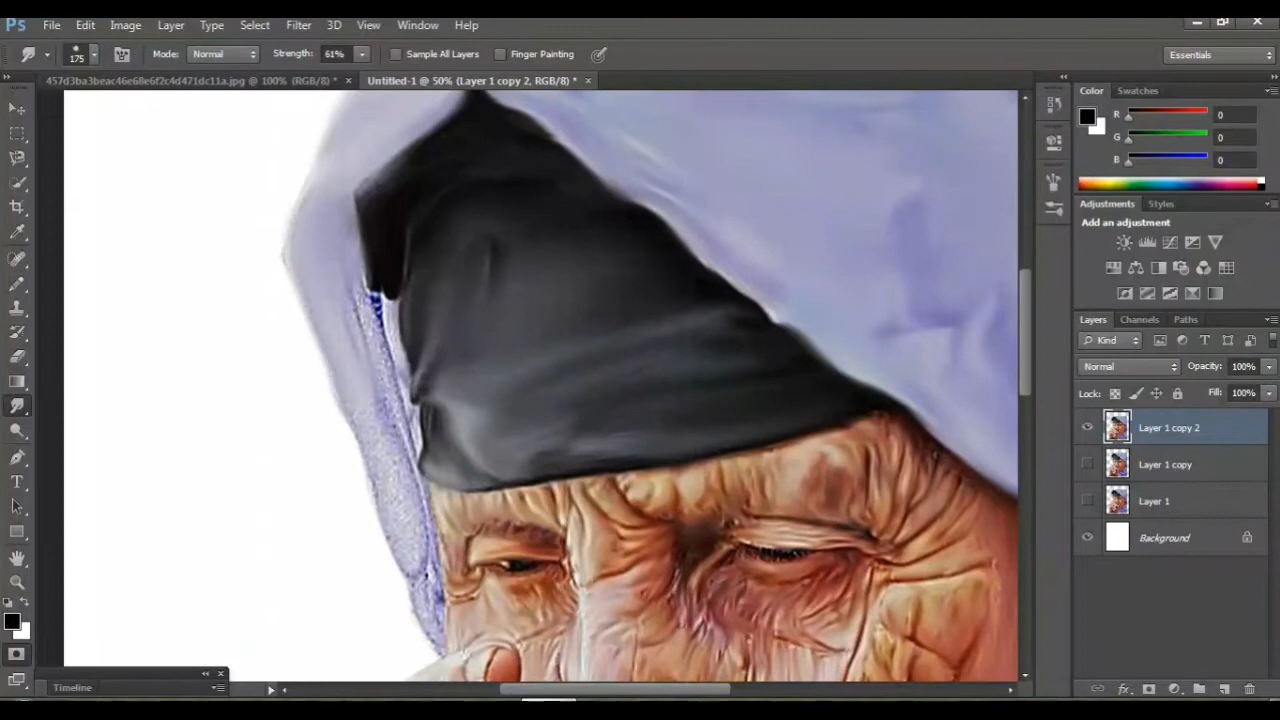 Ps File Edit Image Layer Type Select Filter 3D View Window Help
175 Mode: Normal Strength: 61% Sample All Layers Finger Painting Essentials
457d3ba3beac46e68e6f2c4d471dc11a.jpg @ 100% (RGB/8) * × Untitled-1 @ 50% (Layer 1 copy 2, RGB/8) * ×
Color Swatches
R 0
G 0
B 0
Adjustments Styles
Add an adjustment
Layers Channels Paths
Kind
Normal Opacity: 100%
Lock: Fill: 100%
Layer 1 copy 2
Layer 1 copy
Layer 1
Background
Timeline